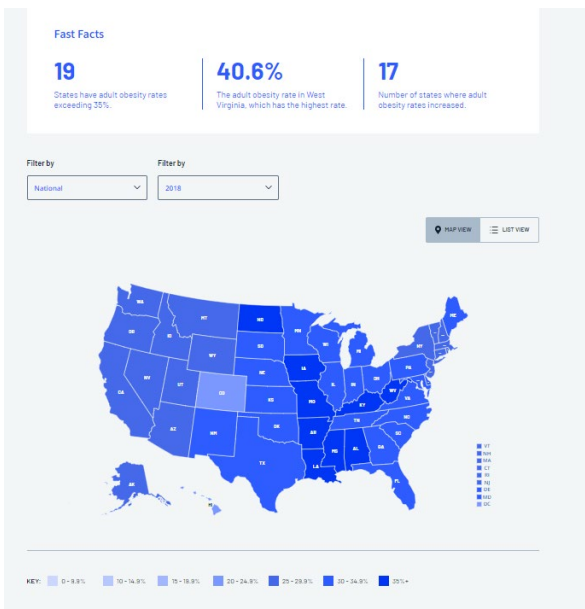 Fast Facts
19
40.6%
17
States have adult obesity rates
exceeding 35%.
The adult obesity rate in West
Virginia, which has the highest rate.
Number of states where adult
obesity rates increased.
Filter by
Filter by
National
2018
MAP VIEW
LIST VIEW
WA
MT
ND
MN
ME
OR
ID
SD
WI
MI
NY
WY
IA
PA
NE
NV
UT
CO
IL
IN
OH
WV
VA
CA
KS
MO
KY
NC
TN
AZ
NM
OK
AR
SC
MS
AL
GA
TX
LA
AK
FL
VT
NH
MA
CT
RI
NJ
DE
MD
DC
KEY:
0 - 9.9%
10 - 14.9%
15 - 19.9%
20 - 24.9%
25 - 29.9%
30 - 34.9%
35%+